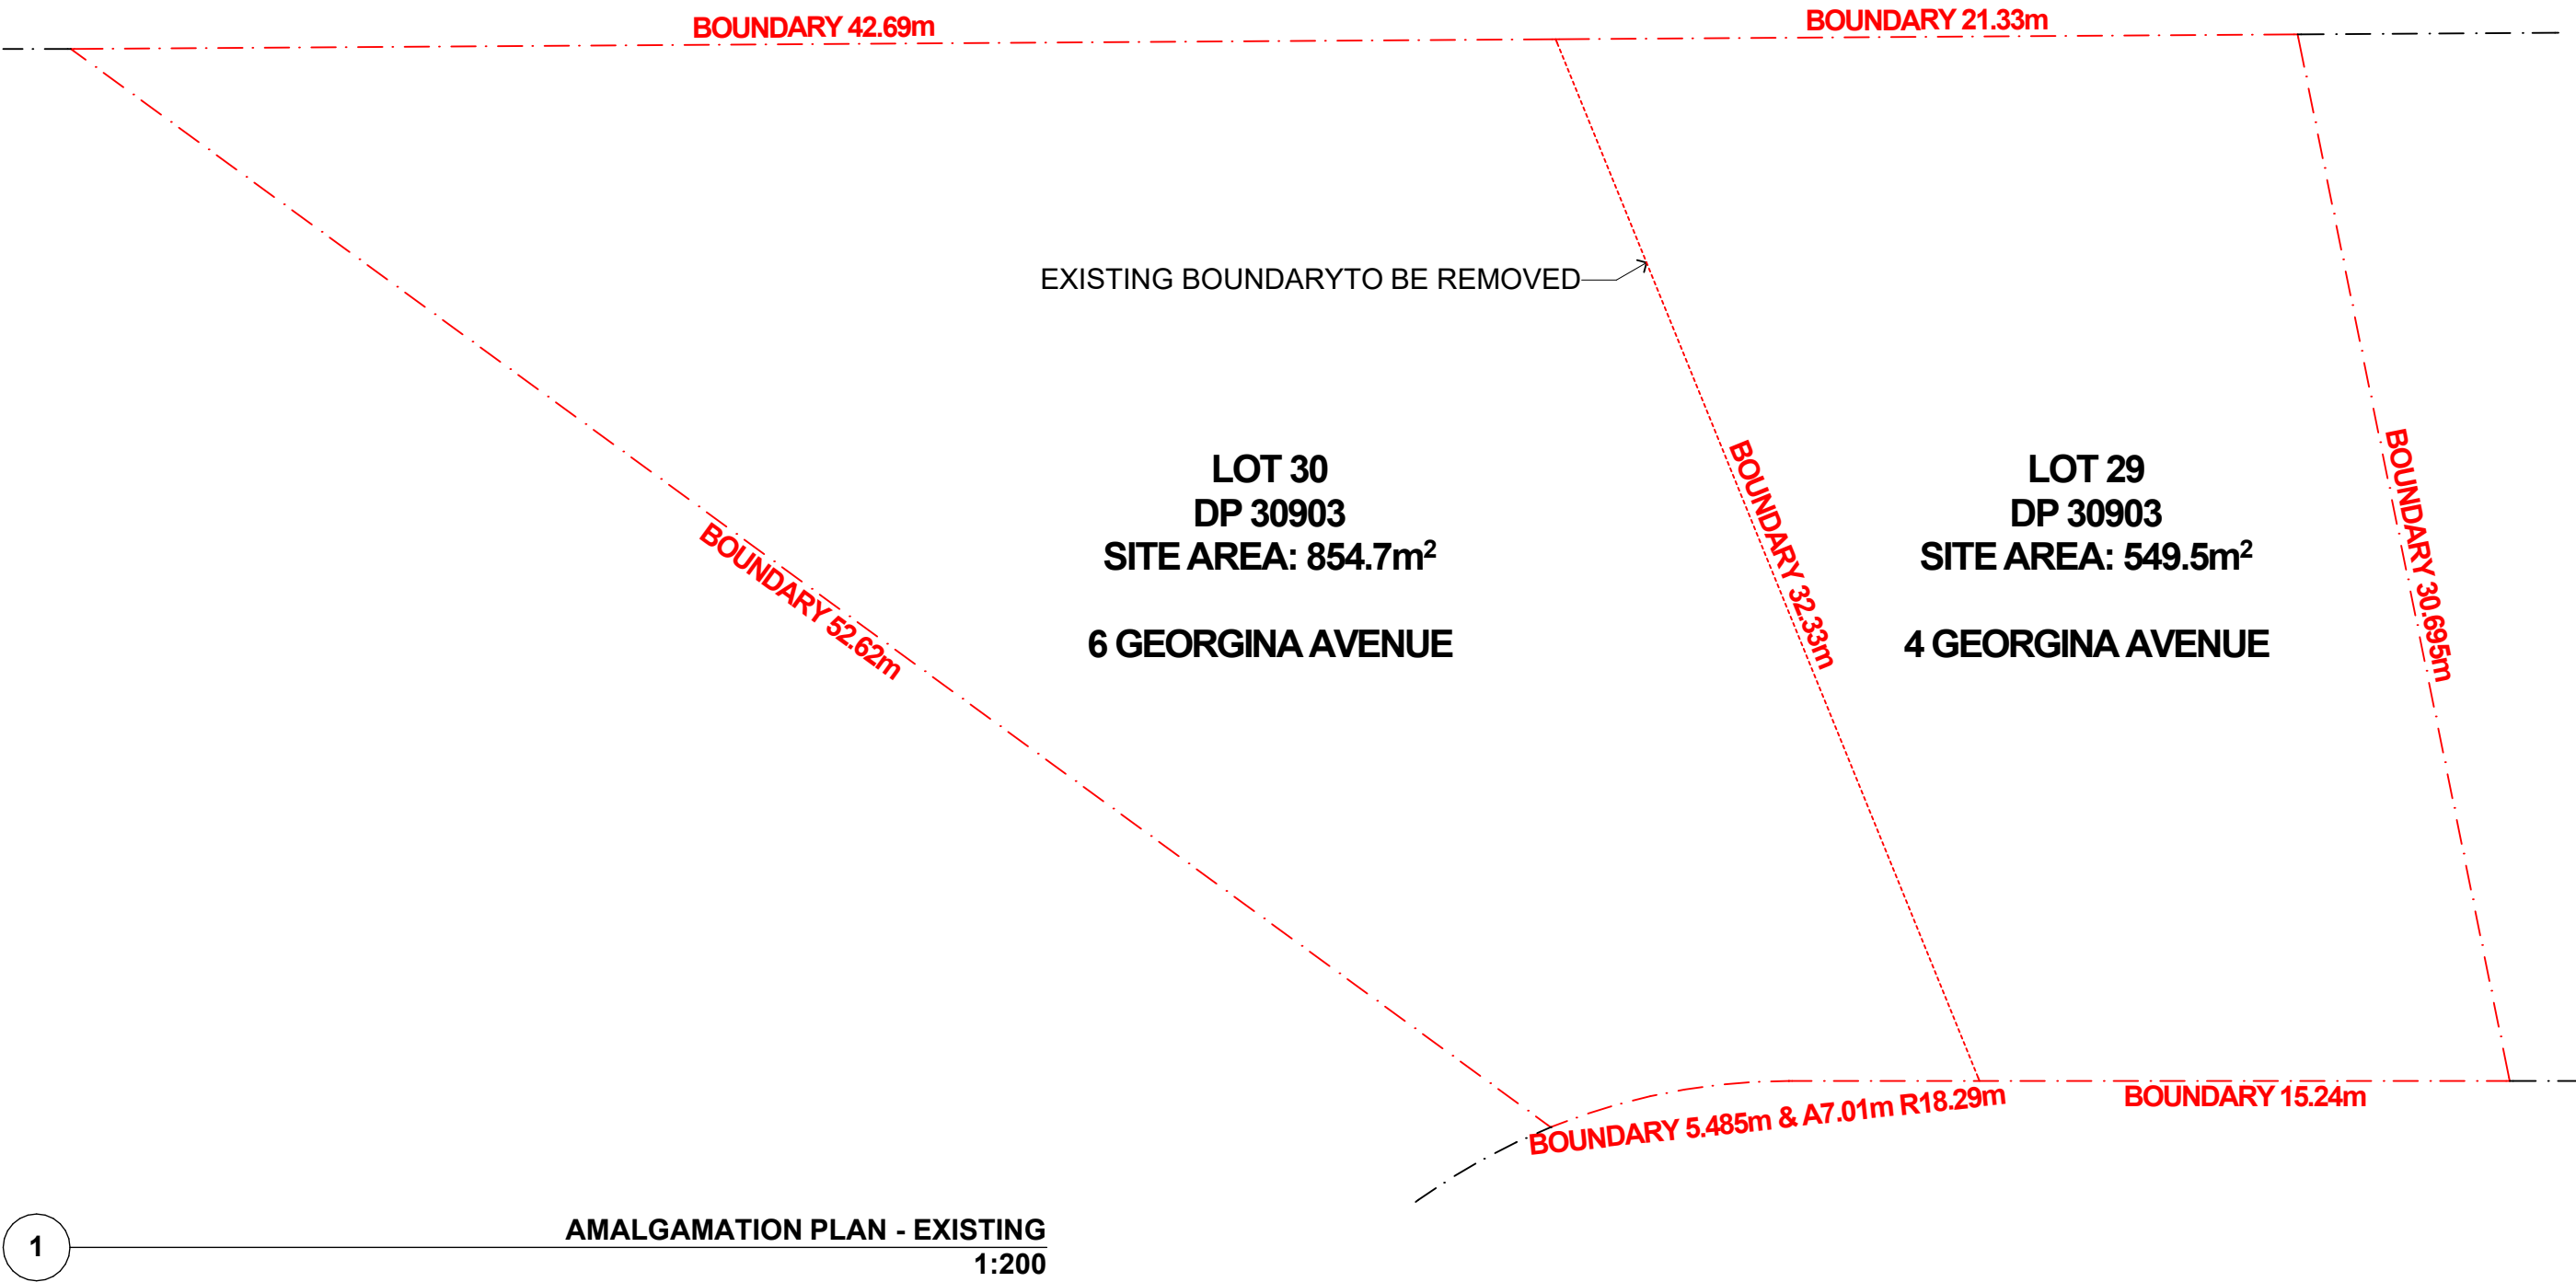 BOUNDARY 42.69m
BOUNDARY 21.33m
EXISTING BOUNDARYTO BE REMOVED
LOT 30
DP 30903
SITE AREA: 854.7m²
6 GEORGINA AVENUE
LOT 29
DP 30903
SITE AREA: 549.5m²
4 GEORGINA AVENUE
BOUNDARY 52.62m
BOUNDARY 32.33m
BOUNDARY 30.695m
BOUNDARY 5.485m & A7.01m R18.29m
BOUNDARY 15.24m
1
AMALGAMATION PLAN - EXISTING
1:200